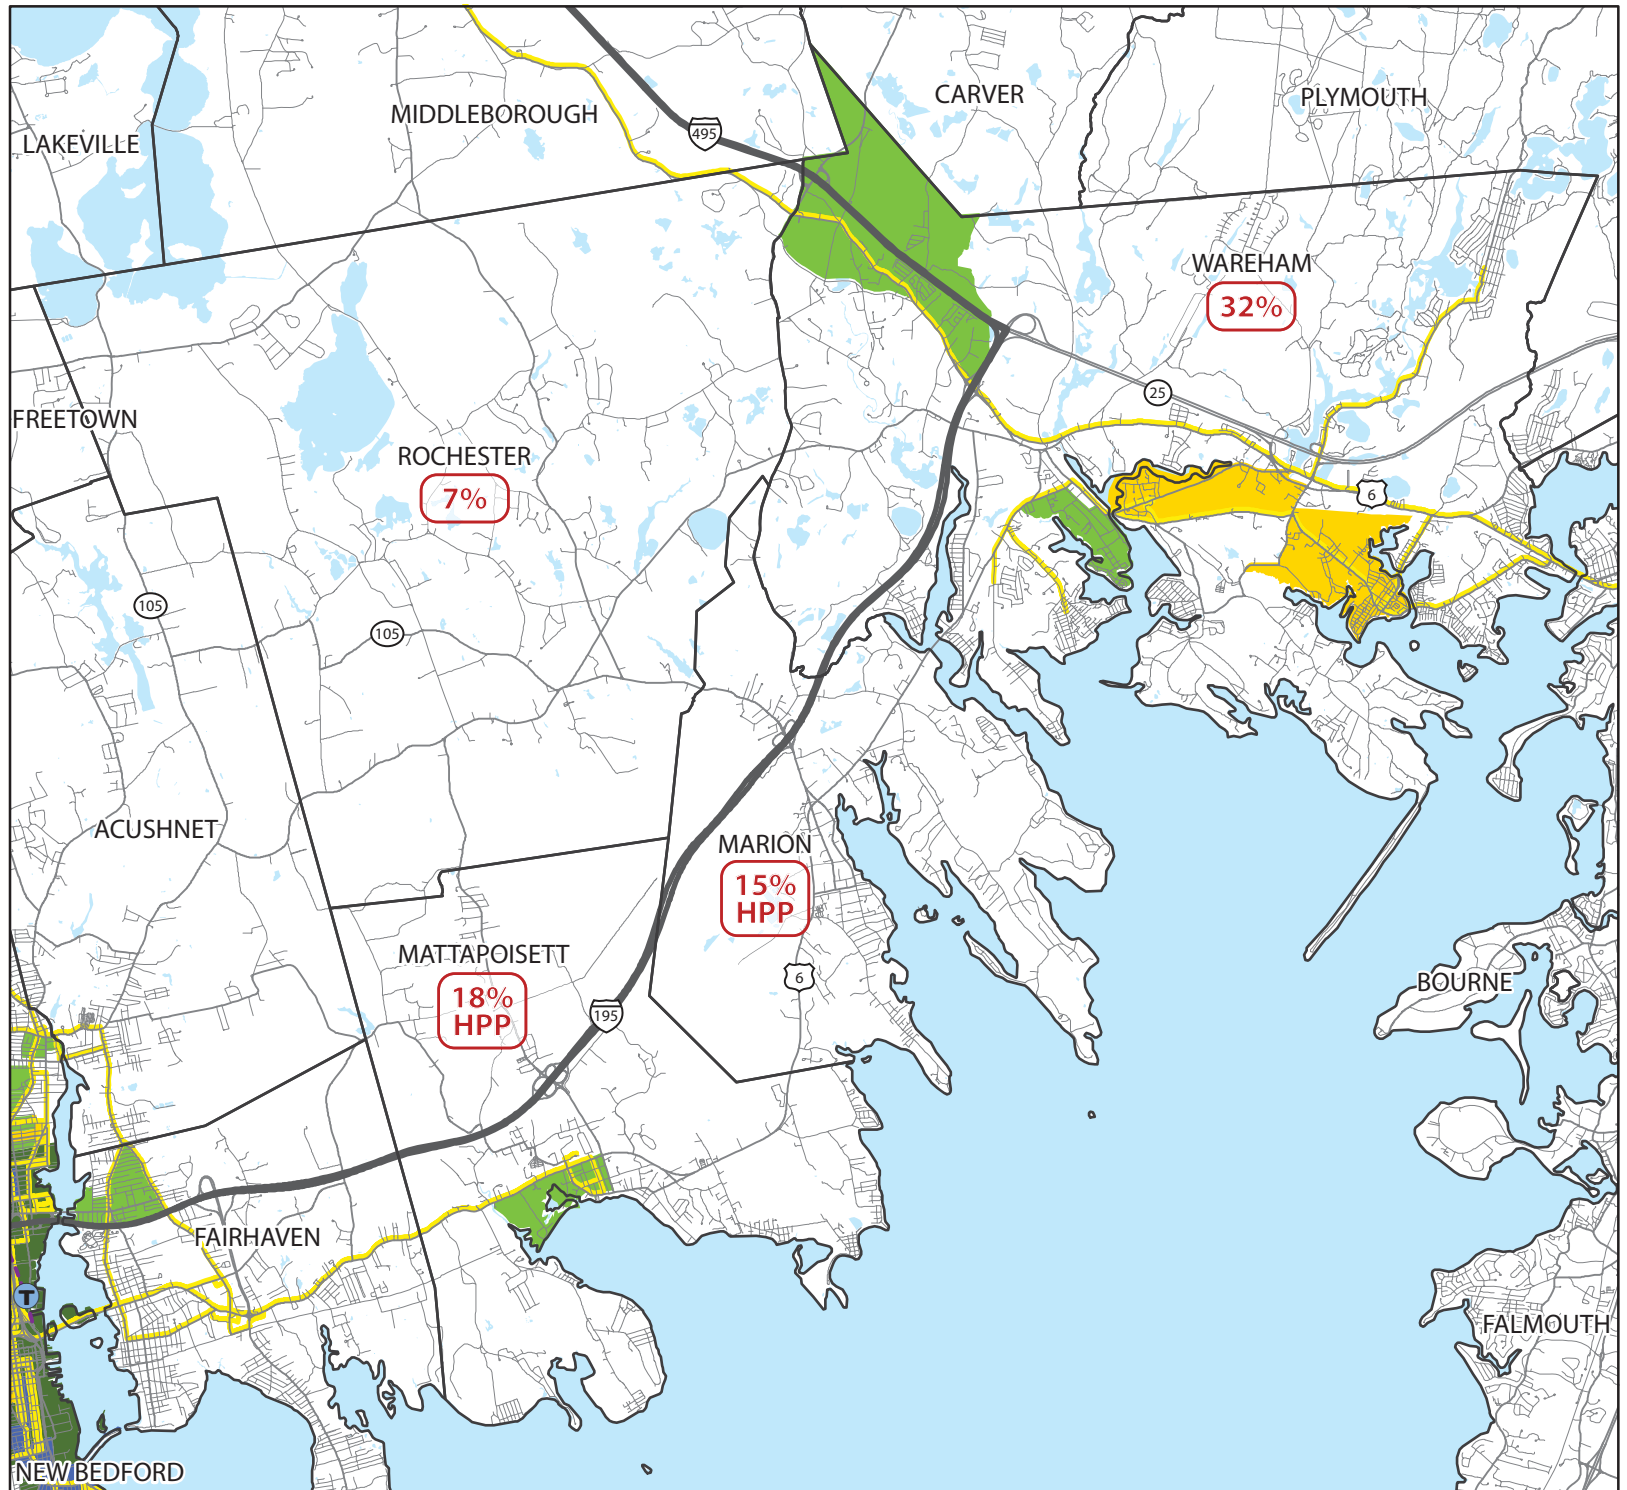 CARVER
PLYMOUTH
MIDDLEBOROUGH
495
LAKEVILLE
WAREHAM
32%
25
FREETOWN
ROCHESTER
7%
6
105
105
ACUSHNET
MARION
15%
HPP
MATTAPOISETT
18%
HPP
6
BOURNE
195
FAIRHAVEN
T
FALMOUTH
NEW BEDFORD